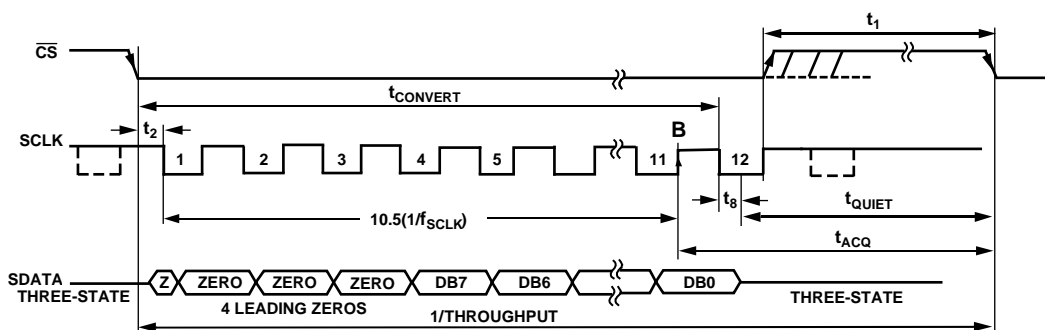 t1
CS
tCONVERT
t2
B
SCLK
1 2 3 4 5 11 12
t8
tQUIET
10.5(1/fSCLK)
tACQ
SDATA
Z ZERO ZERO ZERO DB7 DB6 DB0
THREE-STATE
THREE-STATE
4 LEADING ZEROS
1/THROUGHPUT